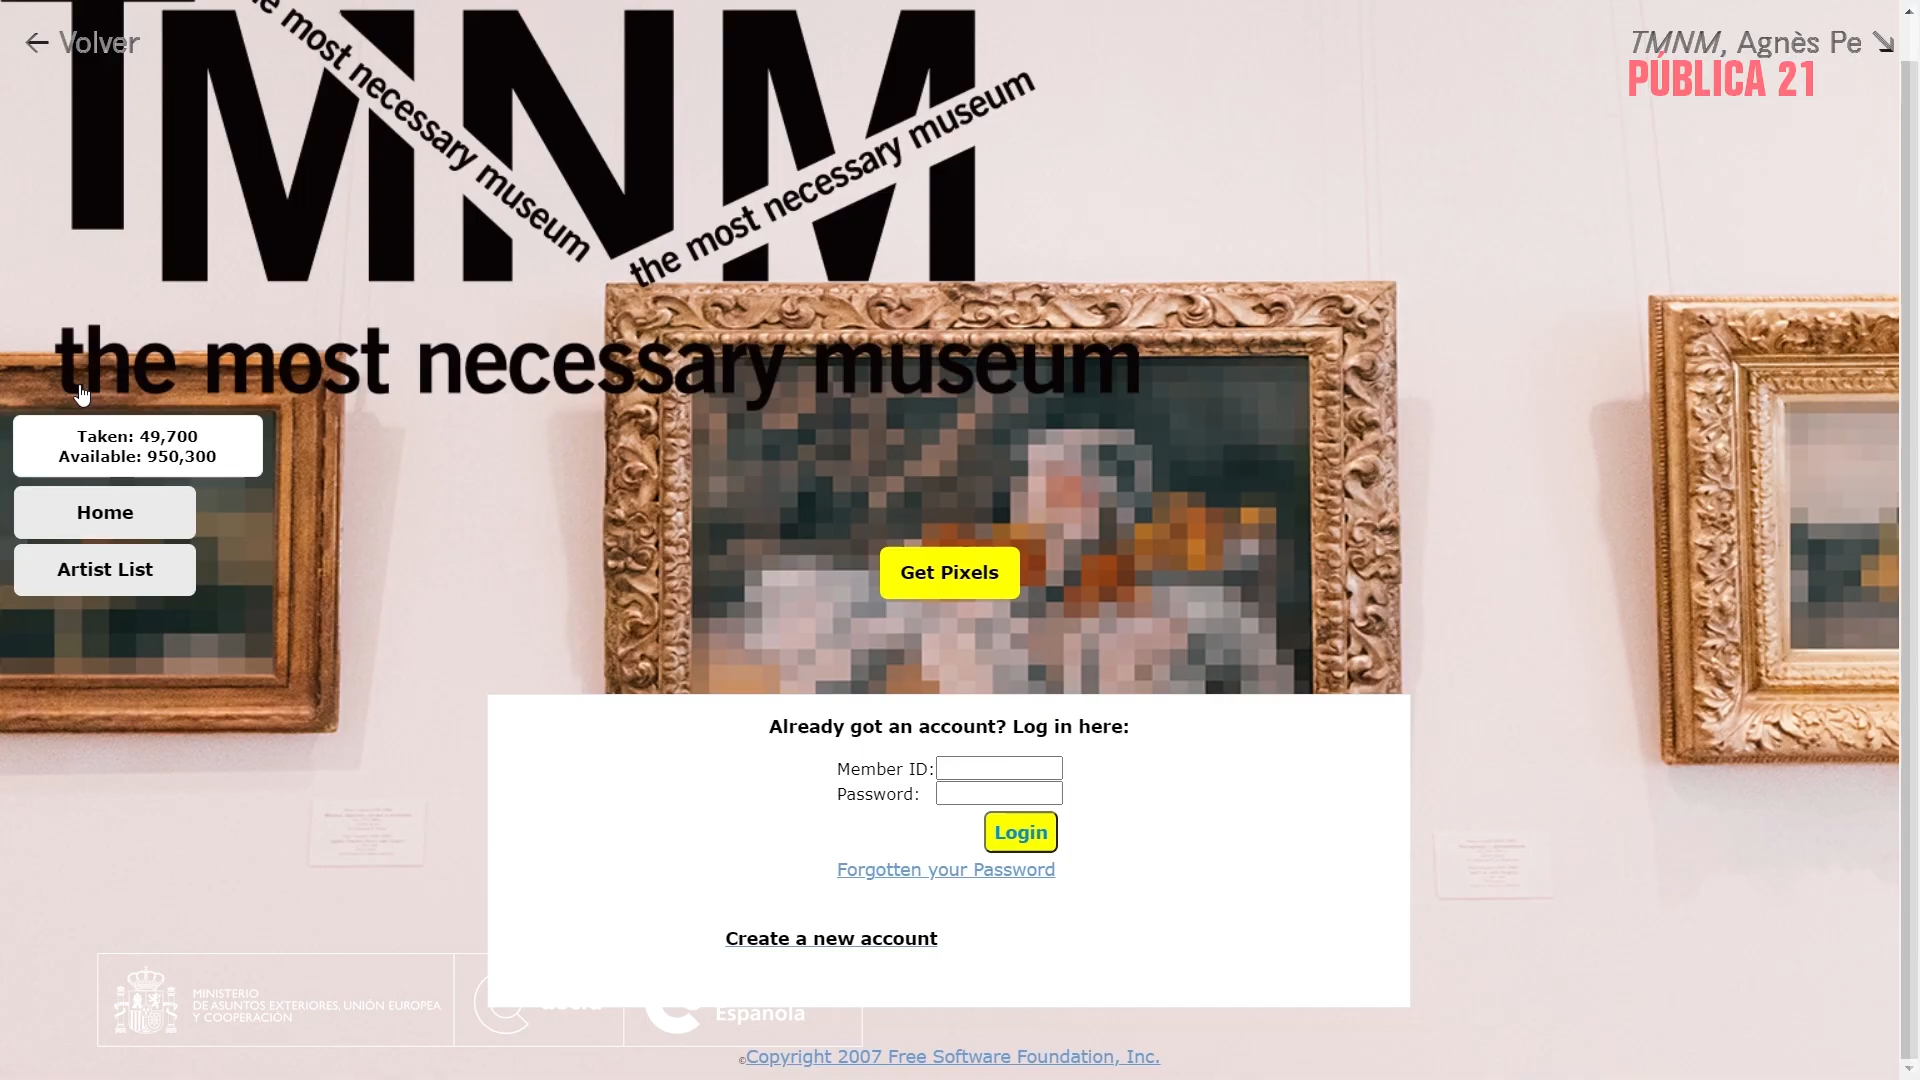 ← Volver
TMNM, Agnès Pe ↘
PÚBLICA 21
TMNM
the most necessary museum
the most necessary museum
the most necessary museum
Taken: 49,700
Available: 950,300
Home
Artist List
Get Pixels
Already got an account? Log in here:
Member ID:
Password:
Login
Forgotten your Password
Create a new account
MINISTERIO
DE ASUNTOS EXTERIORES, UNIÓN EUROPEA
Y COOPERACIÓN
Española
©Copyright 2007 Free Software Foundation, Inc.